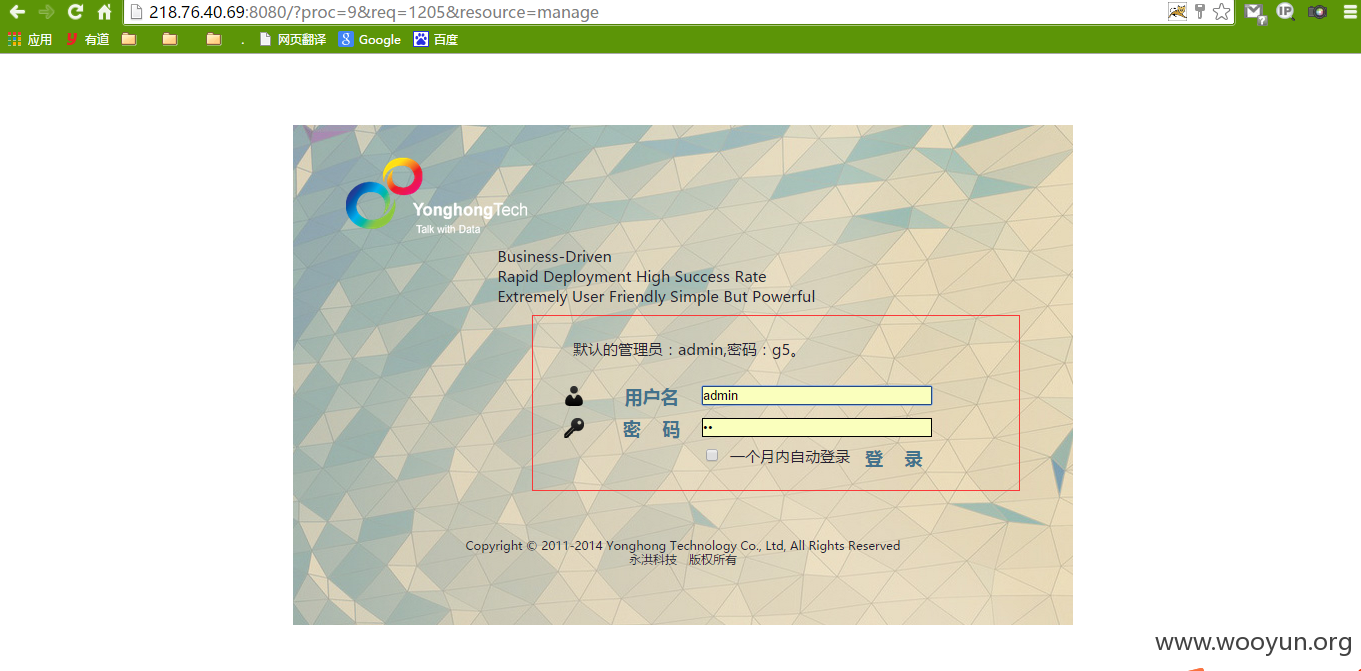 218.76.40.69:8080/?proc=9&req=1205&resource=manage
应用 有道 . 网页翻译 Google 百度
YonghongTech
Talk with Data
Business-Driven
Rapid Deployment High Success Rate
Extremely User Friendly Simple But Powerful
默认的管理员：admin,密码：g5。
用户名 admin
密 码 ••
一个月内自动登录 登 录
Copyright © 2011-2014 Yonghong Technology Co., Ltd, All Rights Reserved
永洪科技 版权所有
www.wooyun.org